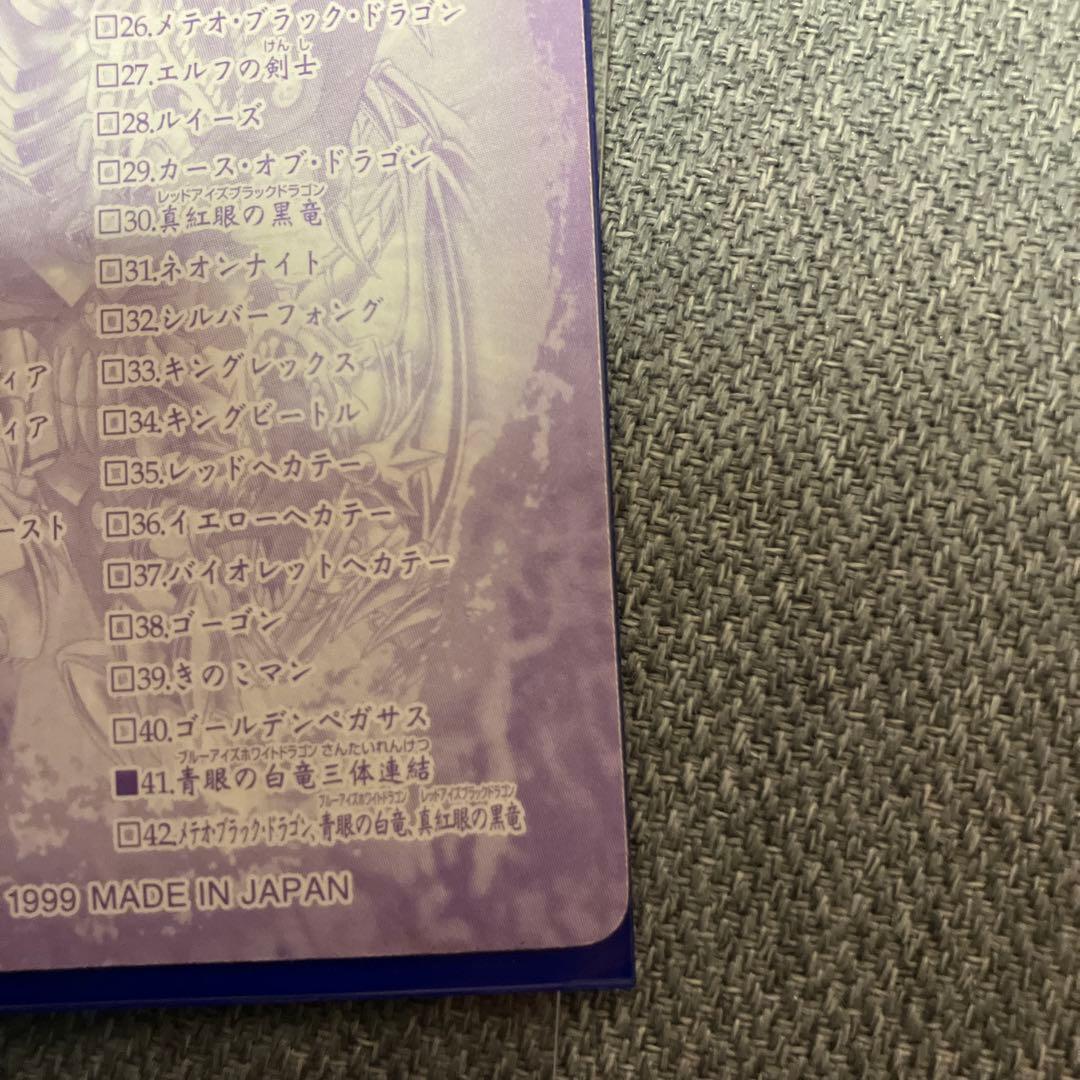 □26.メテオ・ブラック・ドラゴン
けんし
□27.エルフの剣士
□28.ルイーズ
□29.カース・オブ・ドラゴン
レッドアイズブラックドラゴン
□30.真紅眼の黒竜
□31.ネオンナイト
□32.シルバーフォング
ィア
□33.キングレックス
ィア
□34.キングビートル
□35.レッドヘカテー
ースト
□36.イエローヘカテー
□37.バイオレットヘカテー
□38.ゴーゴン
□39.きのこマン
□40.ゴールデンペガサス
ブルーアイズホワイトドラゴン さんたいれんけつ
■41.青眼の白竜三体連結
ブルーアイズホワイトドラゴン レッドアイズブラックドラゴン
□42.メテオ・ブラック・ドラゴン、青眼の白竜、真紅眼の黒竜
1999 MADE IN JAPAN